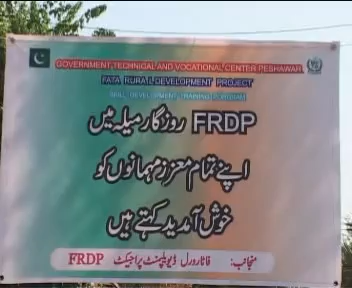 GOVERNMENT TECHNICAL AND VOCATIONAL CENTER PESHAWAR
FATA RURAL DEVELOPMENT PROJECT
SKILL DEVELOPMENT TRAINING PROGRAM
FRDP روزگار میلہ میں
اپنے تمام معزز مہمانوں کو
خوش آمدید کہتے ہیں
منجانب: فاٹا رورل ڈیویلپمنٹ پراجیکٹ FRDP